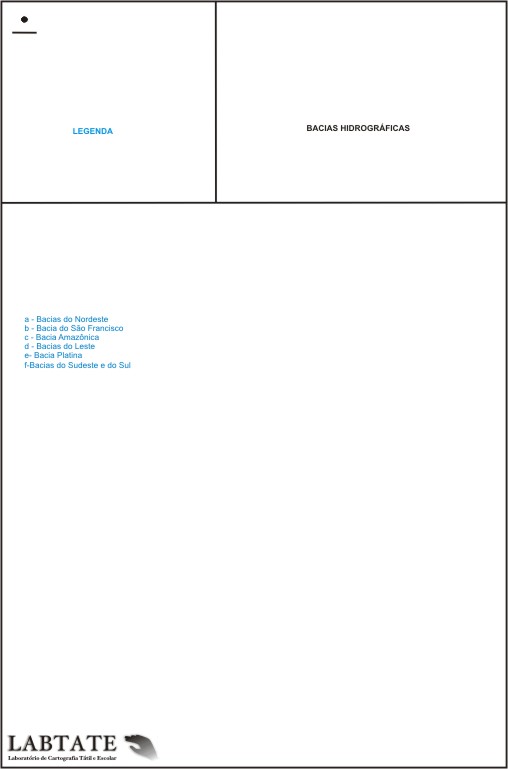 LEGENDA
BACIAS HIDROGRÁFICAS
a - Bacias do Nordeste
b - Bacia do São Francisco
c - Bacia Amazônica
d - Bacias do Leste
e- Bacia Platina
f-Bacias do Sudeste e do Sul
LABTATE
Laboratório de Cartografia Tátil e Escolar